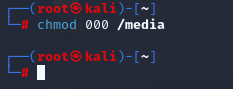 ┌──(root㉿kali)-[~]
└─# chmod 000 /media
┌──(root㉿kali)-[~]
└─#